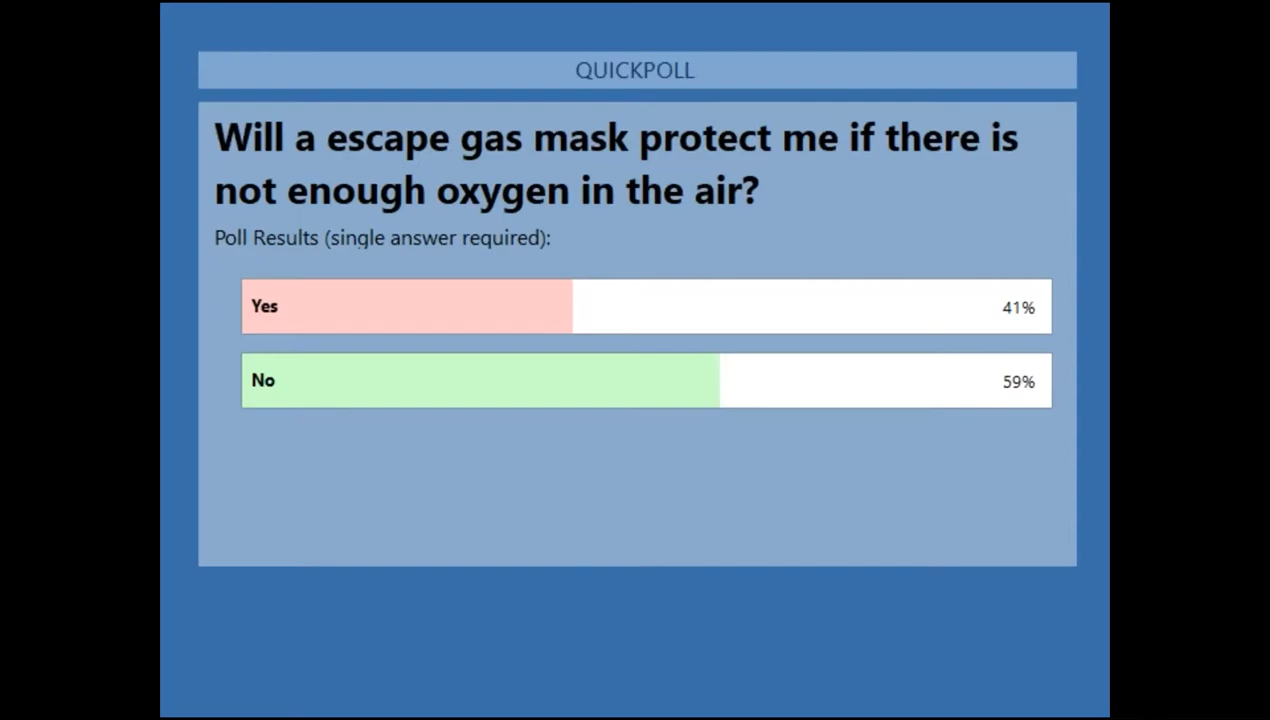 QUICKPOLL
Will a escape gas mask protect me if there is
not enough oxygen in the air?
Poll Results (single answer required):
Yes 41%
No 59%